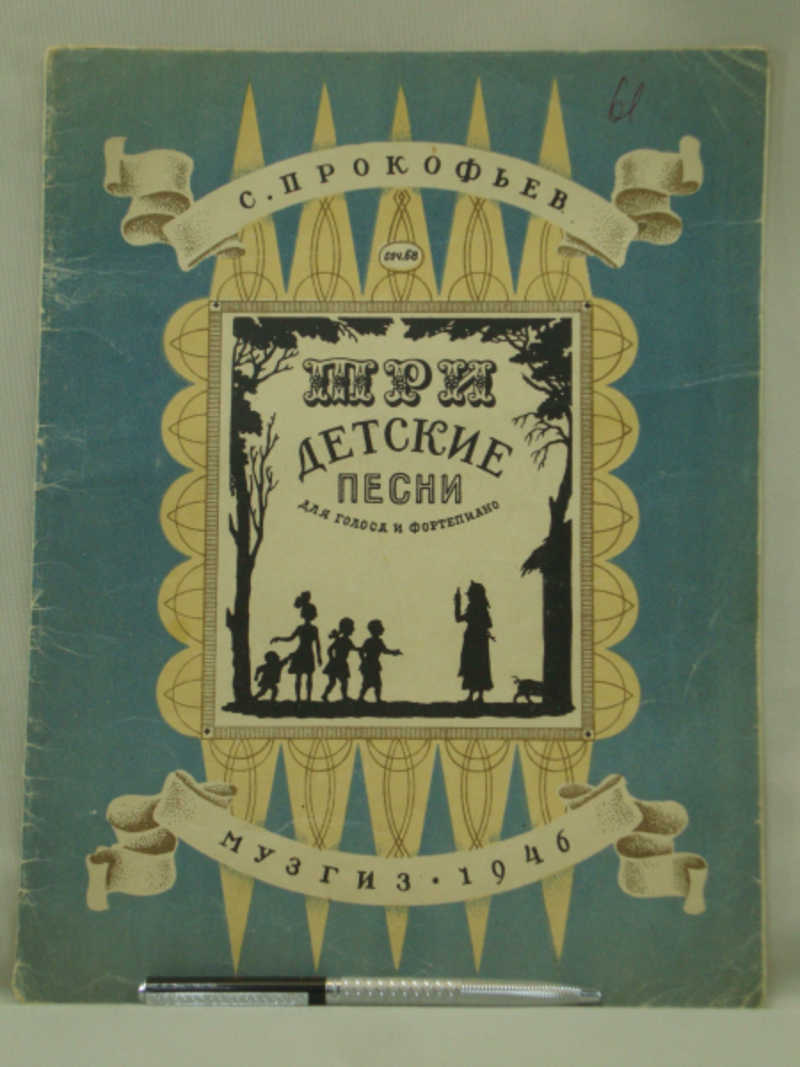 61
С. ПРОКОФЬЕВ
соч. 68
ТРИ
ДЕТСКИЕ
ПЕСНИ
ДЛЯ ГОЛОСА И ФОРТЕПИАНО
МУЗГИЗ • 1946